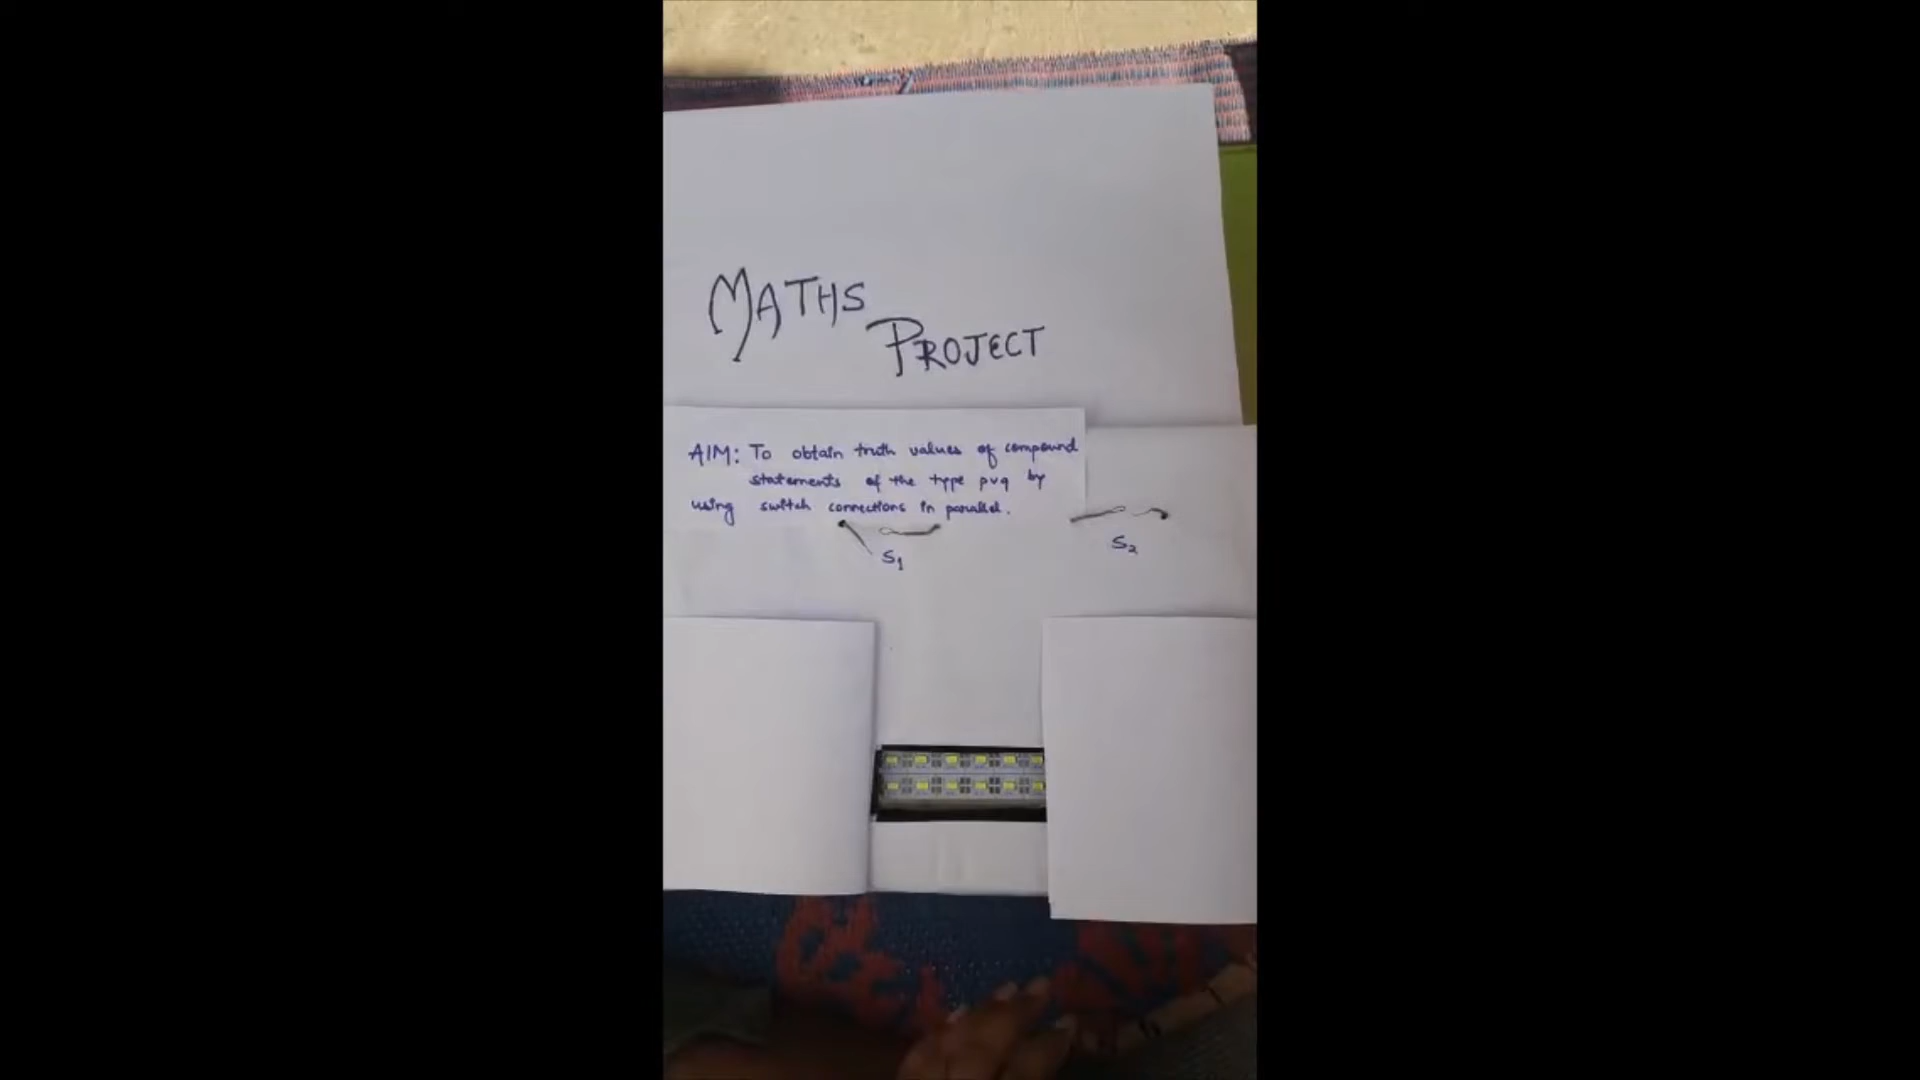 MATHS
PROJECT
AIM: To obtain truth values of compound
statements of the type pvq by
using switch connections in parallel.
S1
S2